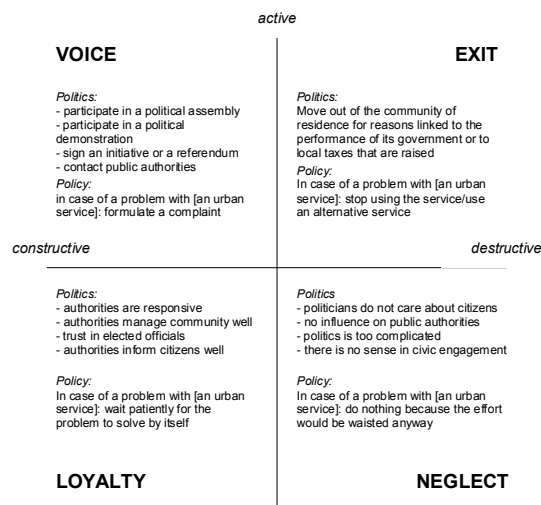 active
VOICE
Politics:
- participate in a political assembly
- participate in a political
demonstration
- sign an initiative or a referendum
- contact public authorities
Policy:
in case of a problem with [an urban
service]: formulate a complaint
EXIT
Politics:
Move out of the community of
residence for reasons linked to the
performance of its government or to
local taxes that are raised
Policy:
In case of a problem with [an urban
service]: stop using the service/use
an alternative service
constructive
destructive
Politics:
- authorities are responsive
- authorities manage community well
- trust in elected officials
- authorities inform citizens well
Policy:
In case of a problem with [an urban
service]: wait patiently for the
problem to solve by itself
LOYALTY
Politics
- politicians do not care about citizens
- no influence on public authorities
- politics is too complicated
- there is no sense in civic engagement
Policy:
In case of a problem with [an urban
service]: do nothing because the effort
would be waisted anyway
NEGLECT